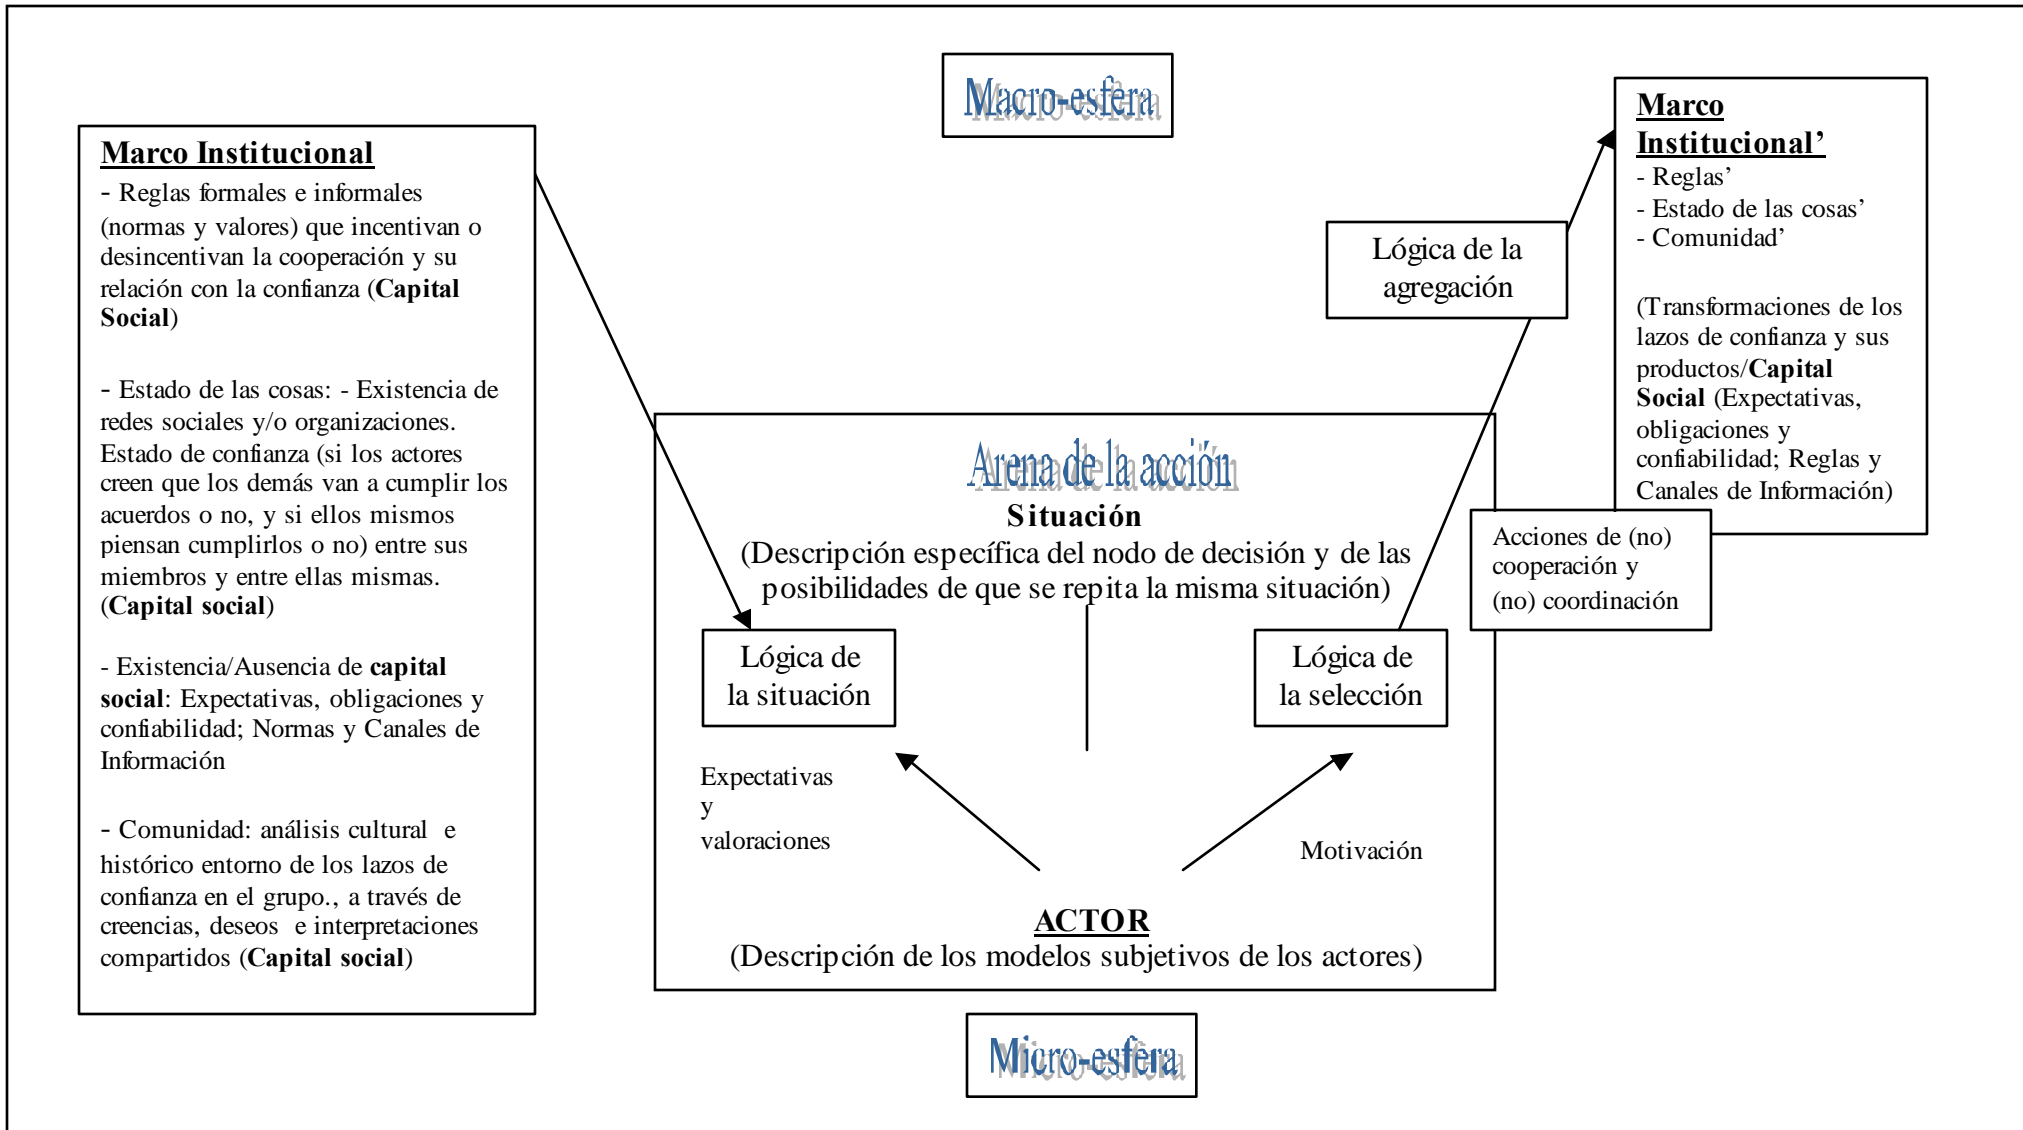 Macro-esfera
Marco Institucional
- Reglas formales e informales
(normas y valores) que incentivan o
desincentivan la cooperación y su
relación con la confianza (Capital
Social)
- Estado de las cosas: - Existencia de
redes sociales y/o organizaciones.
Estado de confianza (si los actores
creen que los demás van a cumplir los
acuerdos o no, y si ellos mismos
piensan cumplirlos o no) entre sus
miembros y entre ellas mismas.
(Capital social)
- Existencia/Ausencia de capital
social: Expectativas, obligaciones y
confiabilidad; Normas y Canales de
Información
- Comunidad: análisis cultural e
histórico entorno de los lazos de
confianza en el grupo., a través de
creencias, deseos e interpretaciones
compartidos (Capital social)
Arena de la acción
Situación
(Descripción específica del nodo de decisión y de las
posibilidades de que se repita la misma situación)
Lógica de
la situación
Lógica de
la selección
Expectativas
y
valoraciones
Motivación
ACTOR
(Descripción de los modelos subjetivos de los actores)
Lógica de la
agregación
Marco
Institucional’
- Reglas’
- Estado de las cosas’
- Comunidad’
(Transformaciones de los
lazos de confianza y sus
productos/Capital
Social (Expectativas,
obligaciones y
confiabilidad; Reglas y
Canales de Información)
Acciones de (no)
cooperación y
(no) coordinación
Micro-esfera